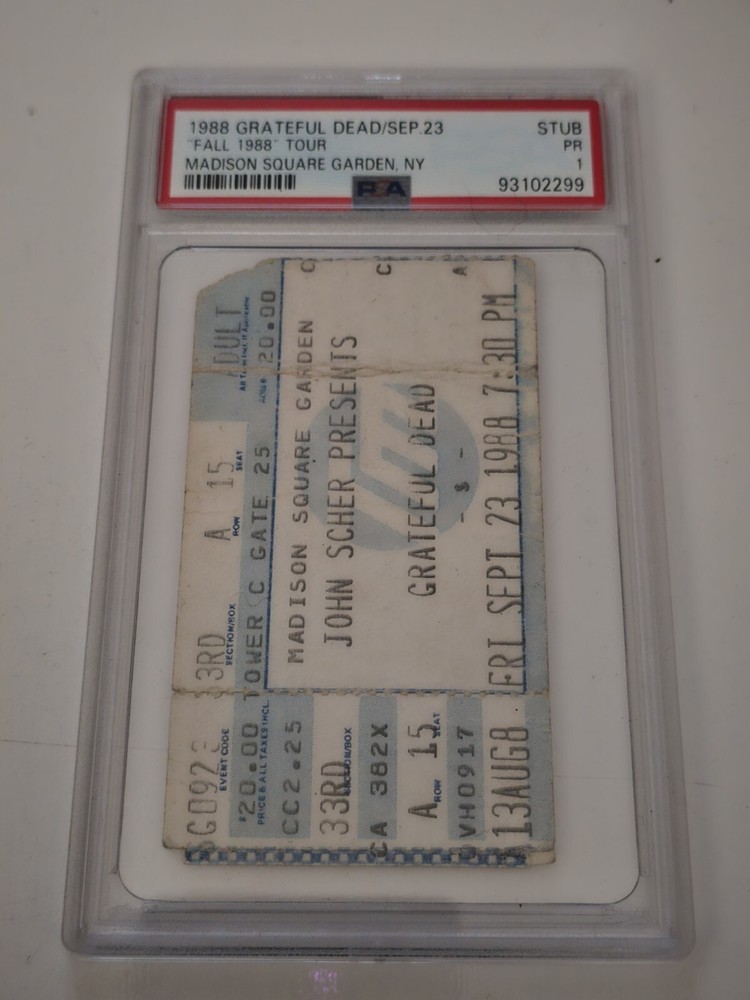 1988 GRATEFUL DEAD/SEP.23 STUB
"FALL 1988" TOUR PR
MADISON SQUARE GARDEN, NY 1
PSA 93102299
C C A
20.00
TOWER C GATE 25
MADISON SQUARE GARDEN
JOHN SCHER PRESENTS
GRATEFUL DEAD
- $ -
FRI SEPT 23 1988 7:30 PM
33RD A 15
SECTION/BOX ROW SEAT
EVENT CODE
$20.00
PRICE & ALL TAXES INCL.
CC2.25
33RD
SECTION/BOX
CA 382X
A 15
ROW SEAT
VH0917
13AUG8